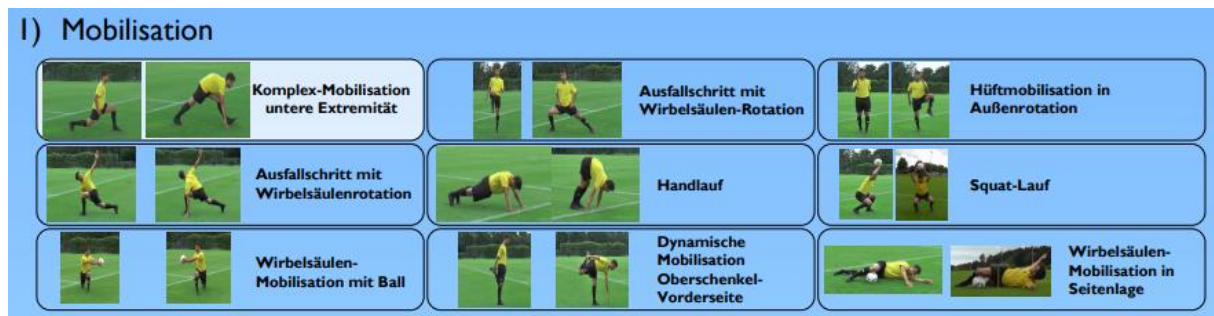 1) Mobilisation
Komplex-Mobilisation
untere Extremität
Ausfallschritt mit
Wirbelsäulen-Rotation
Hüftmobilisation in
Außenrotation
Ausfallschritt mit
Wirbelsäulenrotation
Handlauf
Squat-Lauf
Wirbelsäulen-
Mobilisation mit Ball
Dynamische
Mobilisation
Oberschenkel-
Vorderseite
Wirbelsäulen-
Mobilisation in
Seitenlage